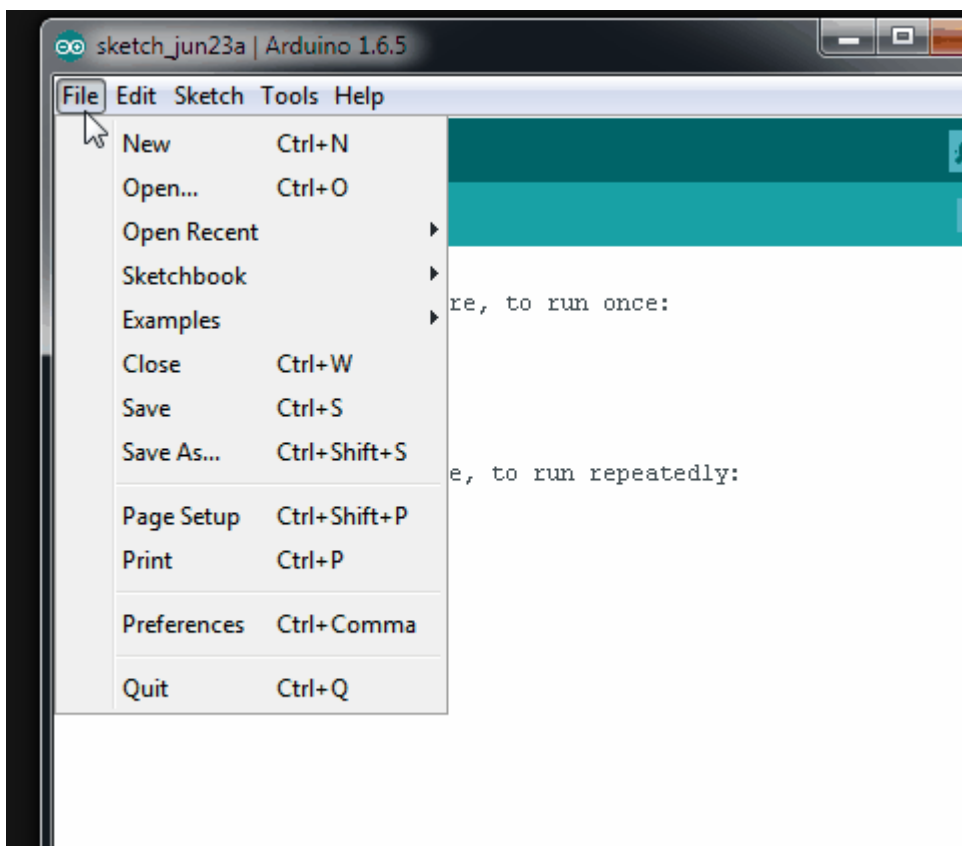 sketch_jun23a | Arduino 1.6.5
File Edit Sketch Tools Help
New Ctrl+N
Open... Ctrl+O
Open Recent
Sketchbook
re, to run once:
Examples
Close Ctrl+W
Save Ctrl+S
Save As... Ctrl+Shift+S
e, to run repeatedly:
Page Setup Ctrl+Shift+P
Print Ctrl+P
Preferences Ctrl+Comma
Quit Ctrl+Q